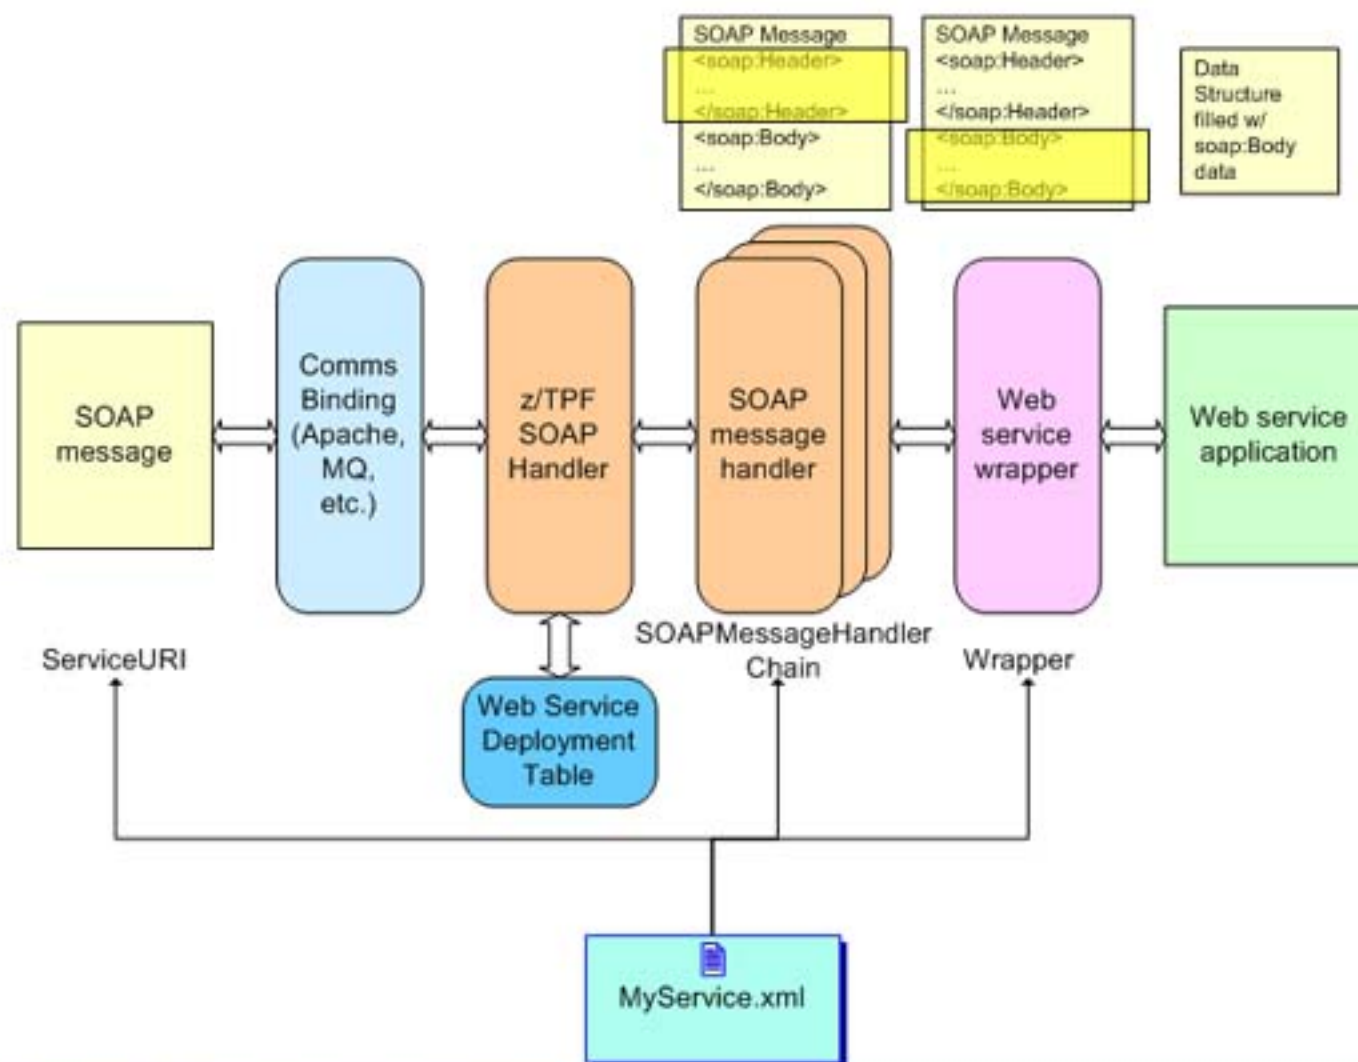 SOAP Message
<soap:Header>
...
</soap:Header>
<soap:Body>
...
</soap:Body>
SOAP Message
<soap:Header>
...
</soap:Header>
<soap:Body>
...
</soap:Body>
Data
Structure
filled w/
soap:Body
data
SOAP
message
Comms
Binding
(Apache,
MQ,
etc.)
z/TPF
SOAP
Handler
SOAP
message
handler
Web
service
wrapper
Web service
application
ServiceURI
SOAPMessageHandler
Chain
Wrapper
Web Service
Deployment
Table
MyService.xml